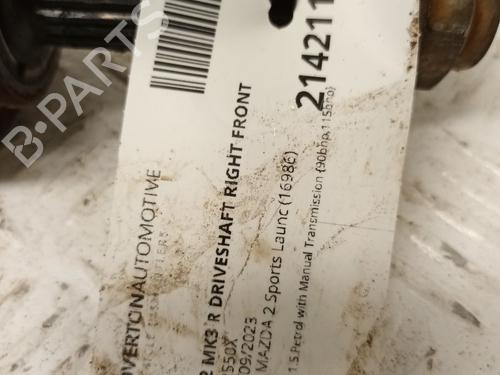 OVERTONAUTOMOTIVE
2 MK3 R DRIVESHAFT RIGHT FRONT
550X
09/2023
MAZDA 2 Sports Launc (16986)
1.5 Petrol with Manual Transmission (90bhp,115bhp)
214211
B-PARTS